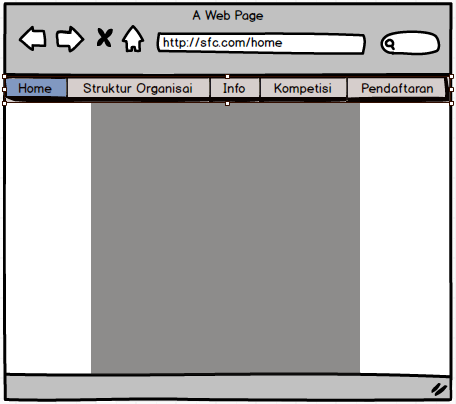 A Web Page
http://sfc.com/home
Home Struktur Organisai Info Kompetisi Pendaftaran